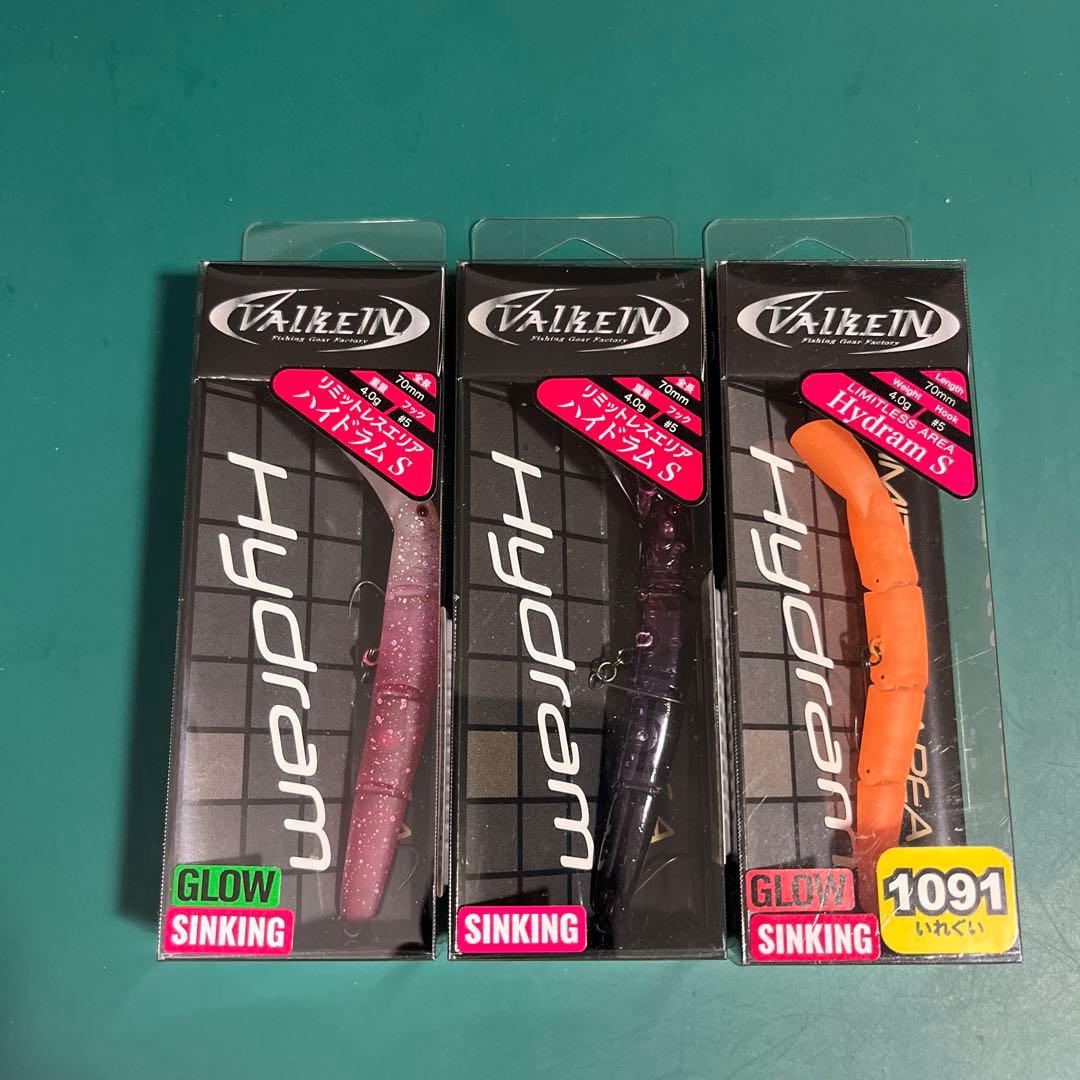 ValkeIN
Fishing Gear Factory
全長
70mm
重量
4.0g
フック
#5
リミットレスエリア
ハイドラム S
Hydram
GLOW
SINKING
ValkeIN
Fishing Gear Factory
全長
70mm
重量
4.0g
フック
#5
リミットレスエリア
ハイドラム S
Hydram
SINKING
ValkeIN
Fishing Gear Factory
Length
70mm
Weight
4.0g
Hook
#5
LIMITLESS AREA
Hydram S
Hydram
AREA
GLOW
SINKING
1091
いれぐい